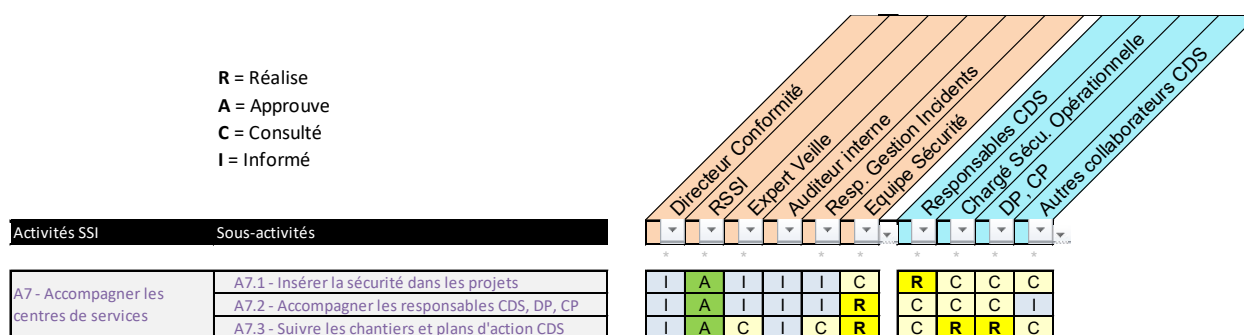 R = Réalise
A = Approuve
C = Consulté
I = Informé
Directeur Conformité
RSSI
Expert Veille
Auditeur interne
Resp. Gestion Incidents
Equipe Sécurité
Responsables CDS
Chargé Sécu. Opérationnelle
DP, CP
Autres collaborateurs CDS
Activités SSI Sous-activités
* * * * * * * * *
A7 - Accompagner les centres de services
A7.1 - Insérer la sécurité dans les projets I A I I I C R C C C
A7.2 - Accompagner les responsables CDS, DP, CP I A I I I R C C C I
A7.3 - Suivre les chantiers et plans d'action CDS I A C I C R C R R C